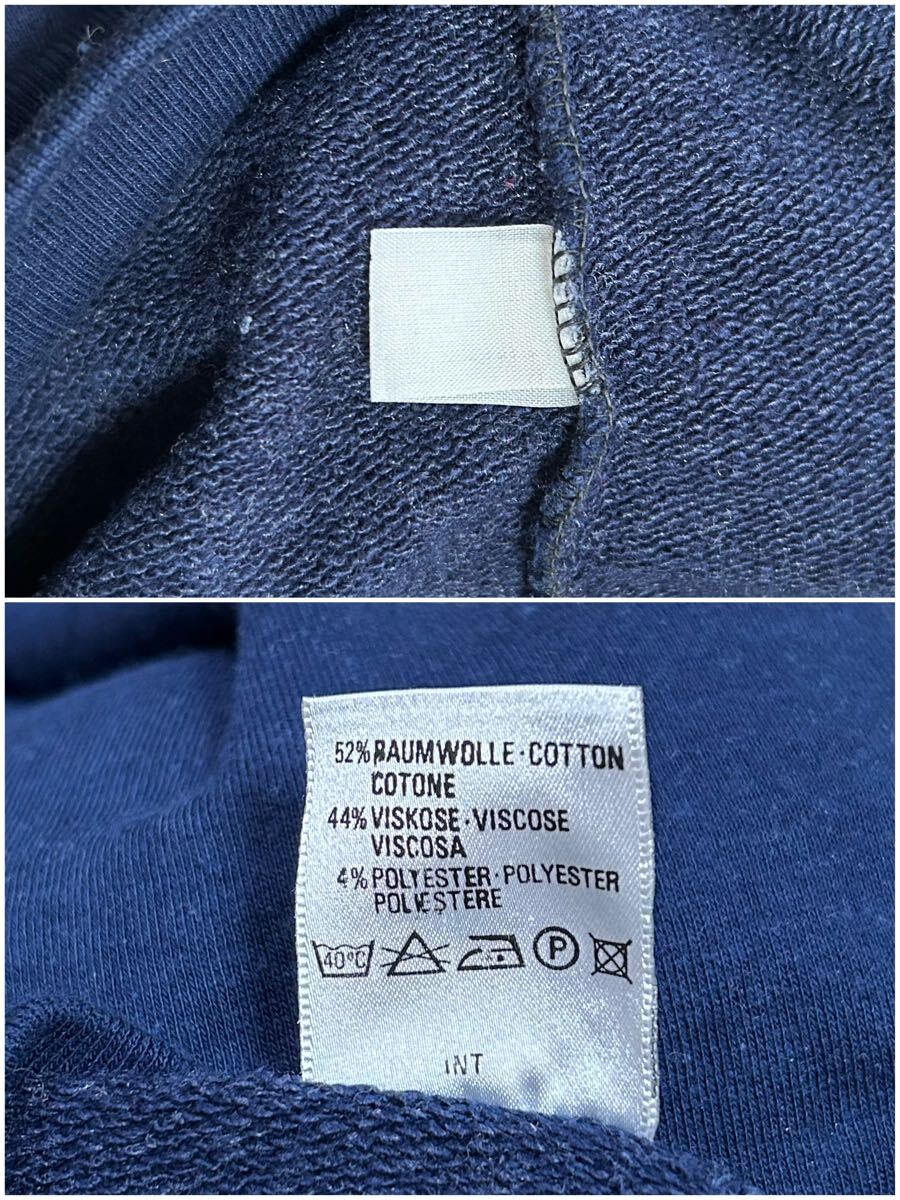 52% BAUMWOLLE·COTTON
COTONE
44% VISKOSE·VISCOSE
VISCOSA
4% POLYESTER·POLYESTER
POLIESTERE
40°C P
INT